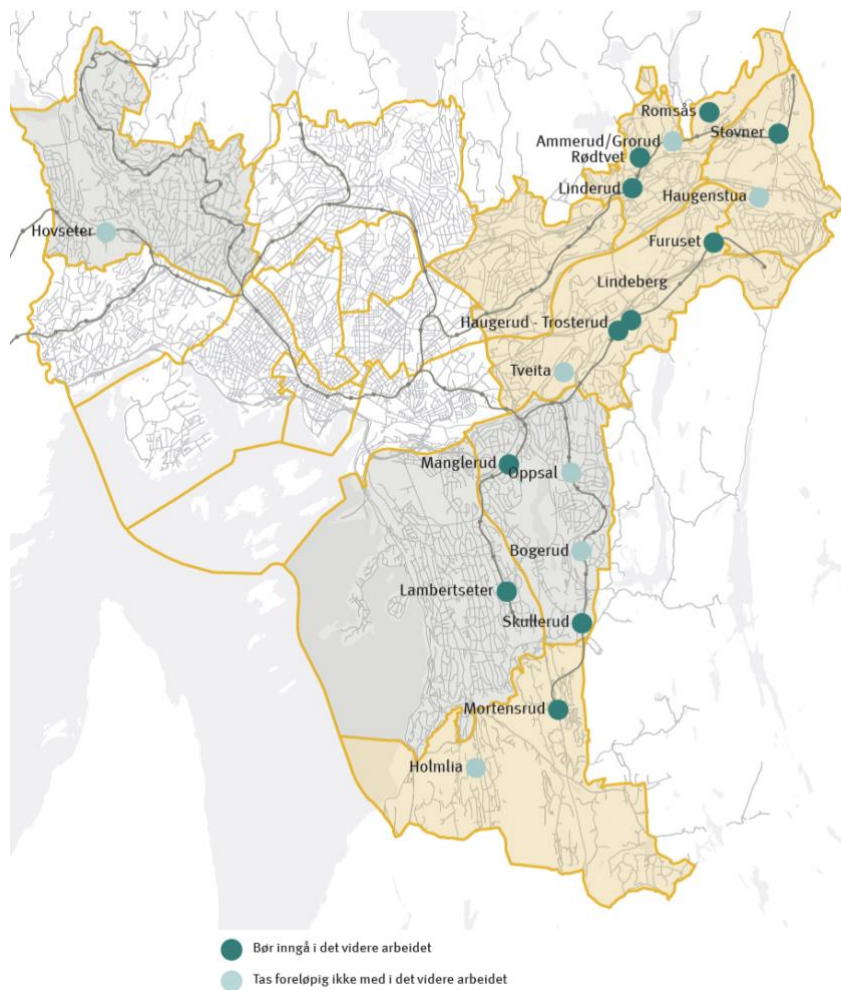 Romsås
Ammerud/Grorud
Stovner
Rødtvet
Linderud
Haugenstua
Hovseter
Furuset
Lindeberg
Haugerud - Trosterud
Tveita
Manglerud
Oppsal
Bogerud
Lambertseter
Skullerud
Mortensrud
Holmlia
Bør inngå i det videre arbeidet
Tas foreløpig ikke med i det videre arbeidet